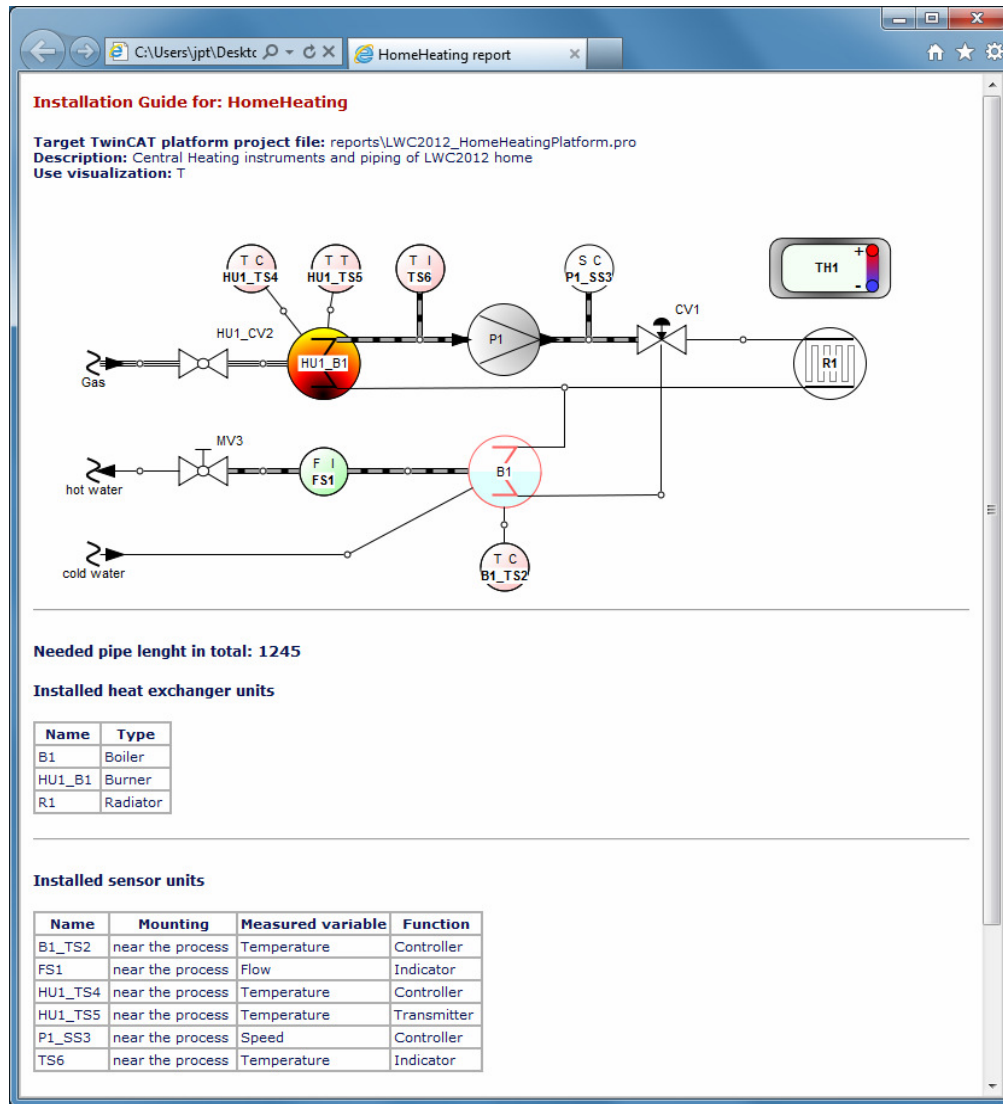 C:\Users\jpt\Desktc
HomeHeating report
Installation Guide for: HomeHeating
Target TwinCAT platform project file: reports\LWC2012_HomeHeatingPlatform.pro
Description: Central Heating instruments and piping of LWC2012 home
Use visualization: T
T C
HU1_TS4
T T
HU1_TS5
T I
TS6
S C
P1_SS3
+
TH1
-
CV1
HU1_CV2
P1
HU1_B1
R1
Gas
MV3
F I
FS1
B1
hot water
T C
B1_TS2
cold water
Needed pipe lenght in total: 1245
Installed heat exchanger units
Name Type
B1 Boiler
HU1_B1 Burner
R1 Radiator
Installed sensor units
Name Mounting Measured variable Function
B1_TS2 near the process Temperature Controller
FS1 near the process Flow Indicator
HU1_TS4 near the process Temperature Controller
HU1_TS5 near the process Temperature Transmitter
P1_SS3 near the process Speed Controller
TS6 near the process Temperature Indicator